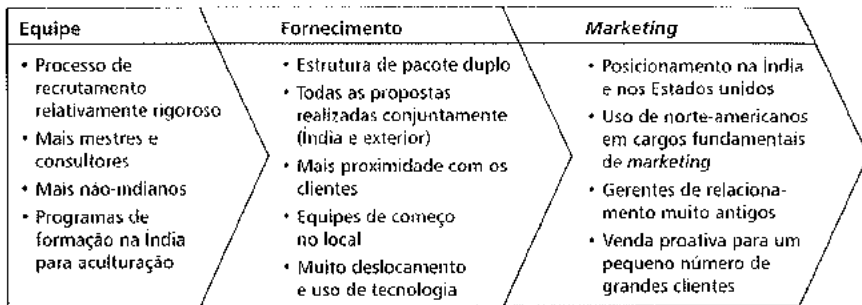 Equipe
• Processo de
recrutamento
relativamente rigoroso
• Mais mestres e
consultores
• Mais não-indianos
• Programas de
formação na Índia
para aculturação
Fornecimento
• Estrutura de pacote duplo
• Todas as propostas
realizadas conjuntamente
(Índia e exterior)
• Mais proximidade com os
clientes
• Equipes de começo
no local
• Muito deslocamento
e uso de tecnologia
Marketing
• Posicionamento na Índia
e nos Estados unidos
• Uso de norte-americanos
em cargos fundamentais
de marketing
• Gerentes de relaciona-
mento muito antigos
• Venda proativa para um
pequeno número de
grandes clientes